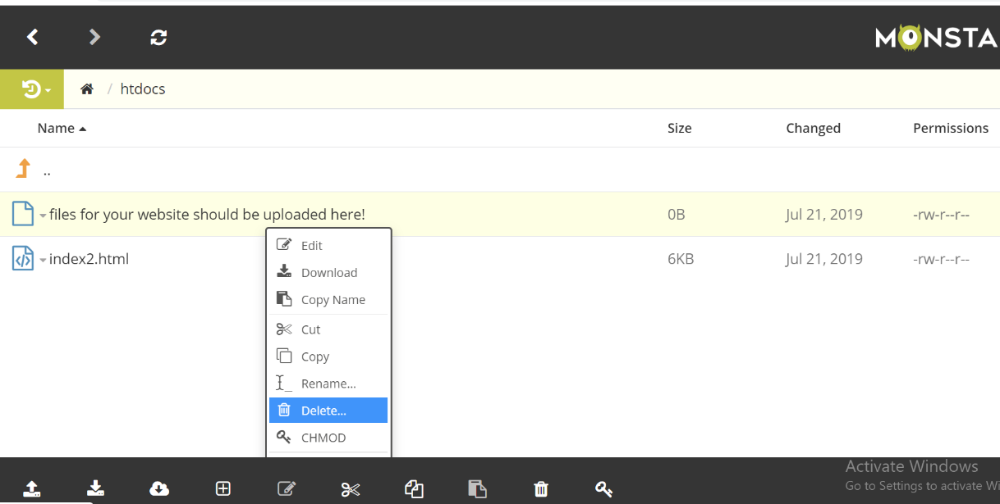 MONSTA
/ htdocs
Name Size Changed Permissions
..
files for your website should be uploaded here! 0B Jul 21, 2019 -rw-r--r--
index2.html 6KB Jul 21, 2019 -rw-r--r--
Edit
Download
Copy Name
Cut
Copy
Rename...
Delete...
CHMOD
Activate Windows
Go to Settings to activate Wi